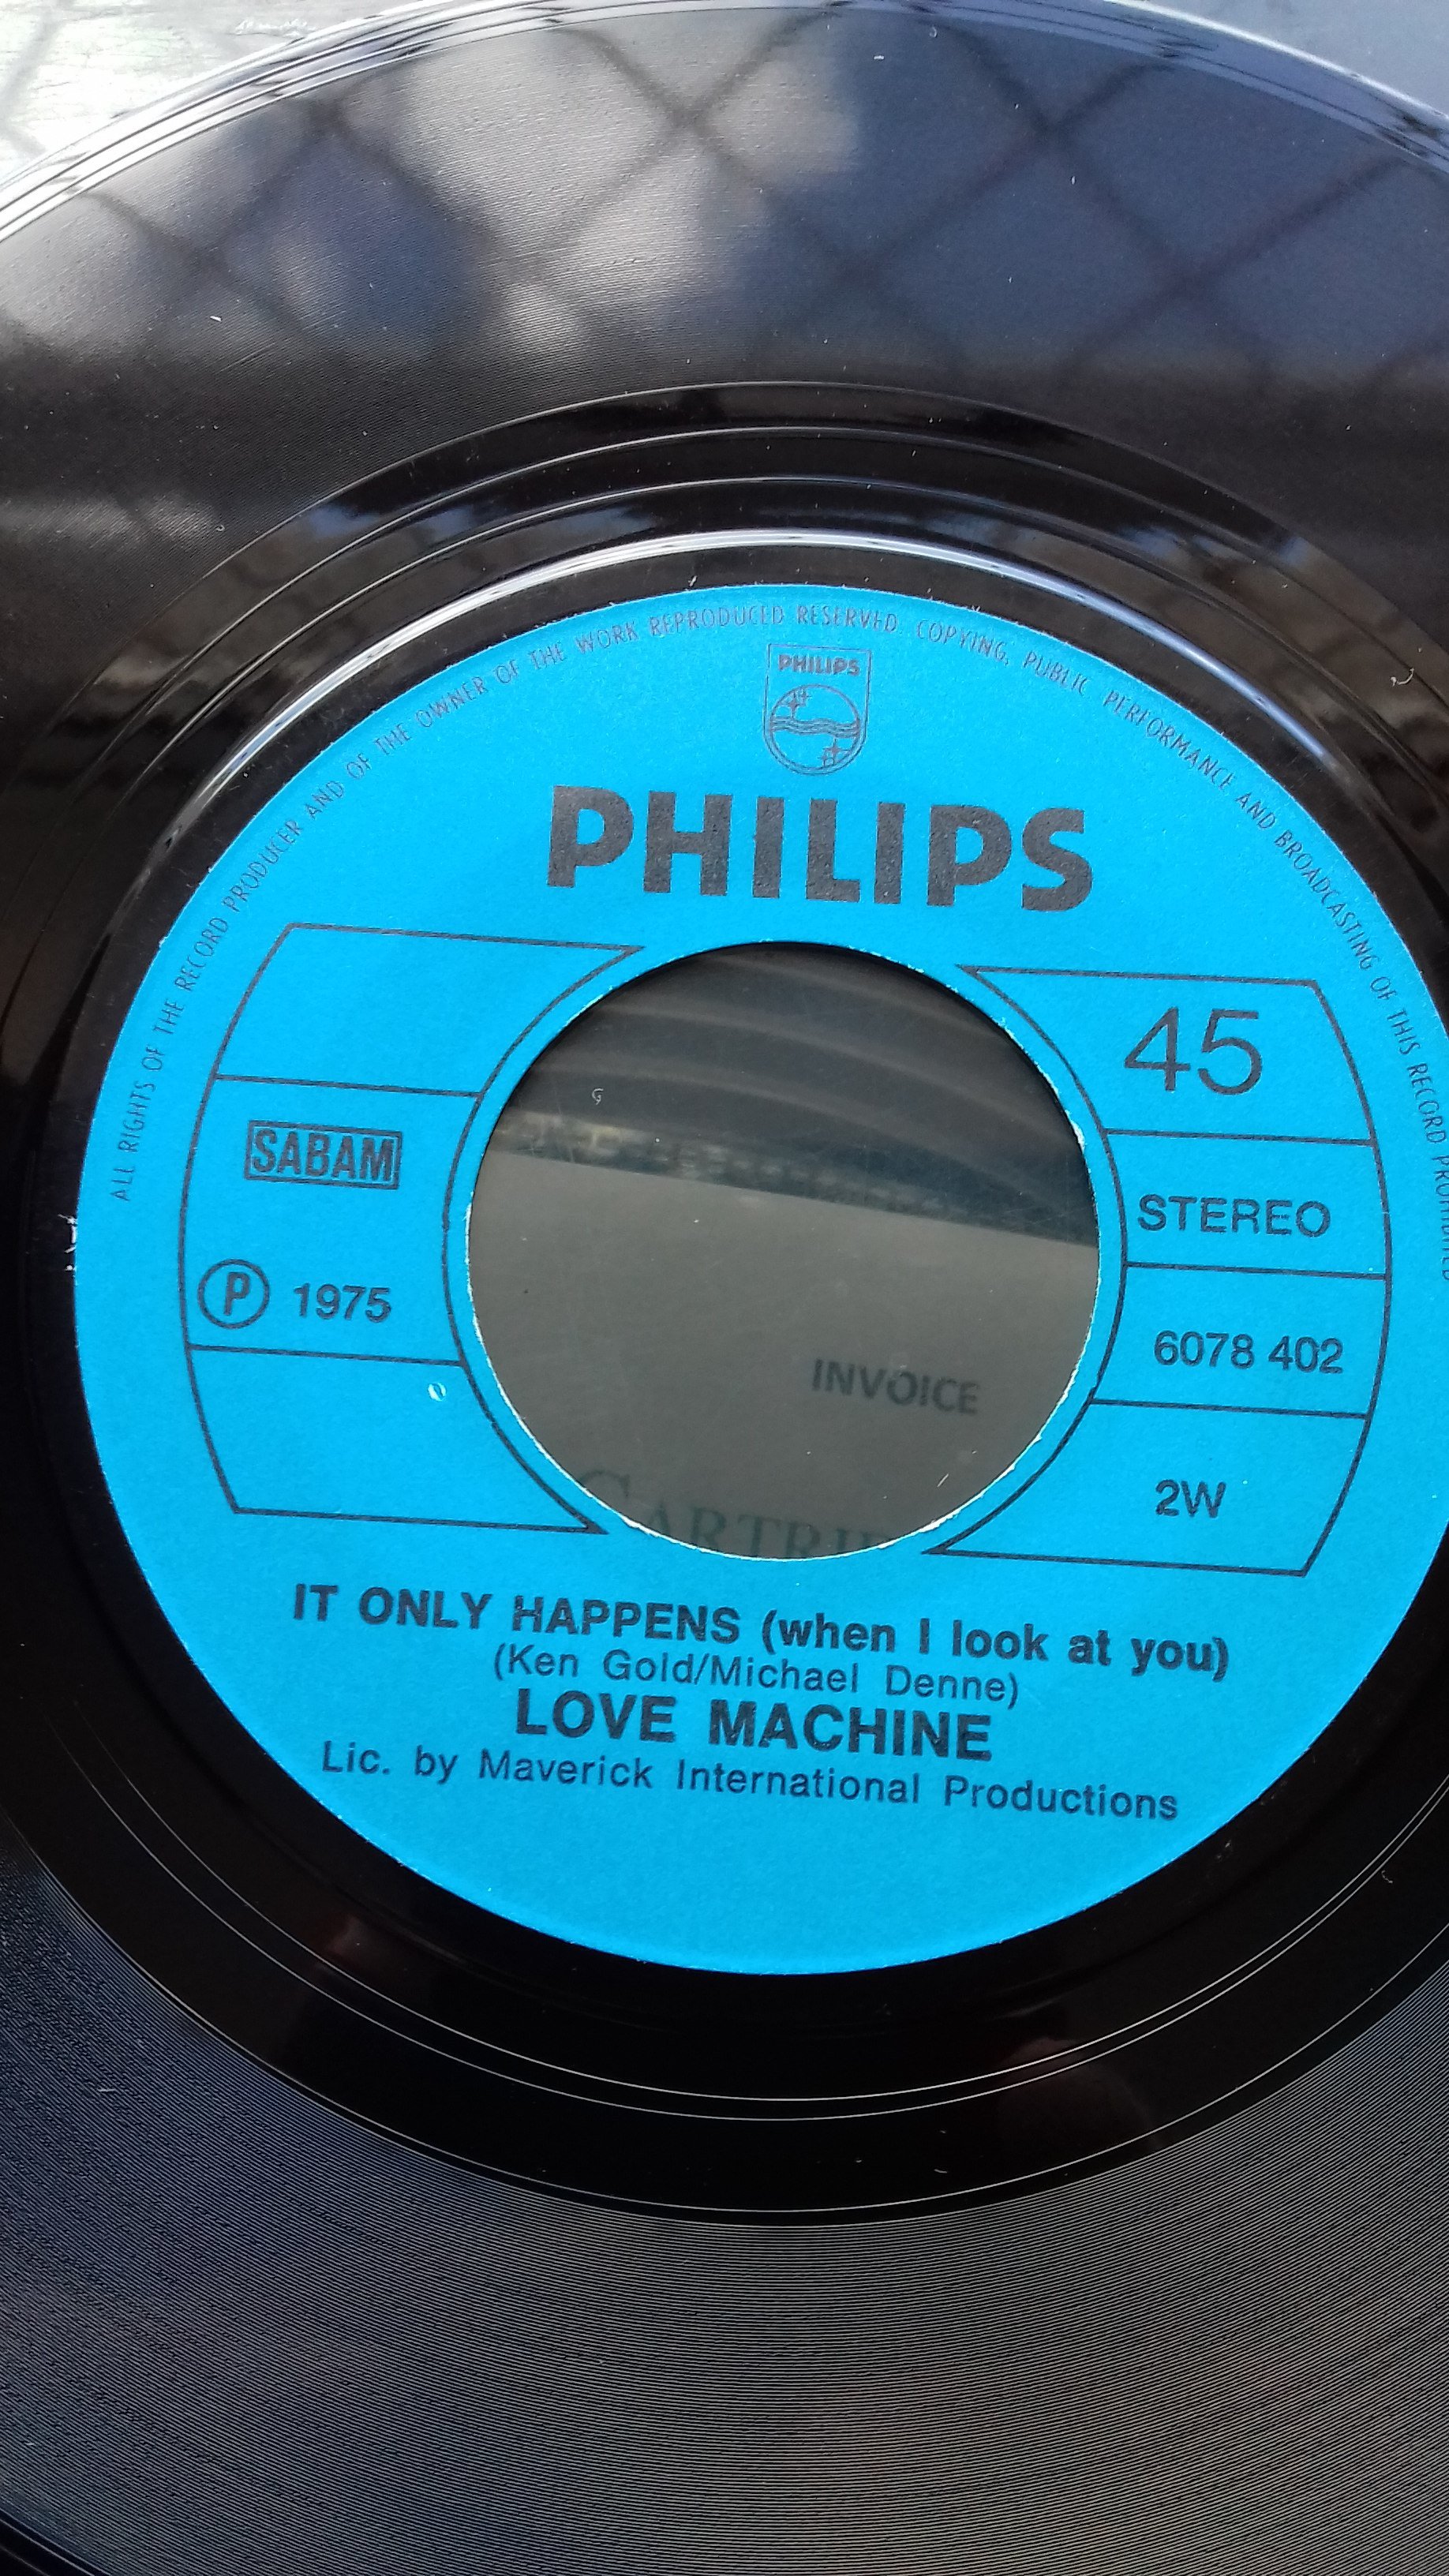 ALL RIGHTS OF THE RECORD PRODUCER AND OF THE OWNER OF THE WORK REPRODUCED RESERVED. COPYING, PUBLIC PERFORMANCE AND BROADCASTING OF THIS RECORD PROHIBITED
PHILIPS
PHILIPS
45
SABAM
STEREO
Ⓟ 1975
6078 402
2W
INVOICE
IT ONLY HAPPENS (when I look at you)
(Ken Gold/Michael Denne)
LOVE MACHINE
Lic. by Maverick International Productions